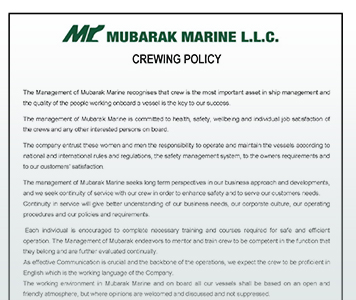 MUBARAK MARINE L.L.C.
CREWING POLICY
The Management of Mubarak Marine recognises that crew is the most important asset in ship management and
the quality of the people working onboard a vessel is the key to our success.
The management of Mubarak Marine is committed to health, safety, wellbeing and individual job satisfaction of
the crews and any other interested persons on board.
The company entrust these women and men the responsibility to operate and maintain the vessels according to
national and international rules and regulations, the safety management system, to the owners requirements and
to our customers' satisfaction.
The management of Mubarak Marine seeks long term perspectives in our business approach and developments,
and we seek continuity of service with our crew in order to enhance safety and to serve our customers needs.
Continuity in service will give better understanding of our business needs, our corporate culture, our operating
procedures and our policies and requirements.
Each individual is encouraged to complete necessary training and courses required for safe and efficient
operation. The Management of Mubarak endeavors to mentor and train crew to be competent in the function that
they belong and are further evaluated continually.
As effective Communication is crucial and the backbone of the operations, we expect the crew to be proficient in
English which is the working language of the Company.
The working environment in Mubarak Marine and on board all our vessels shall be based on an open and
friendly atmosphere, but where opinions are welcomed and discussed and not suppressed.